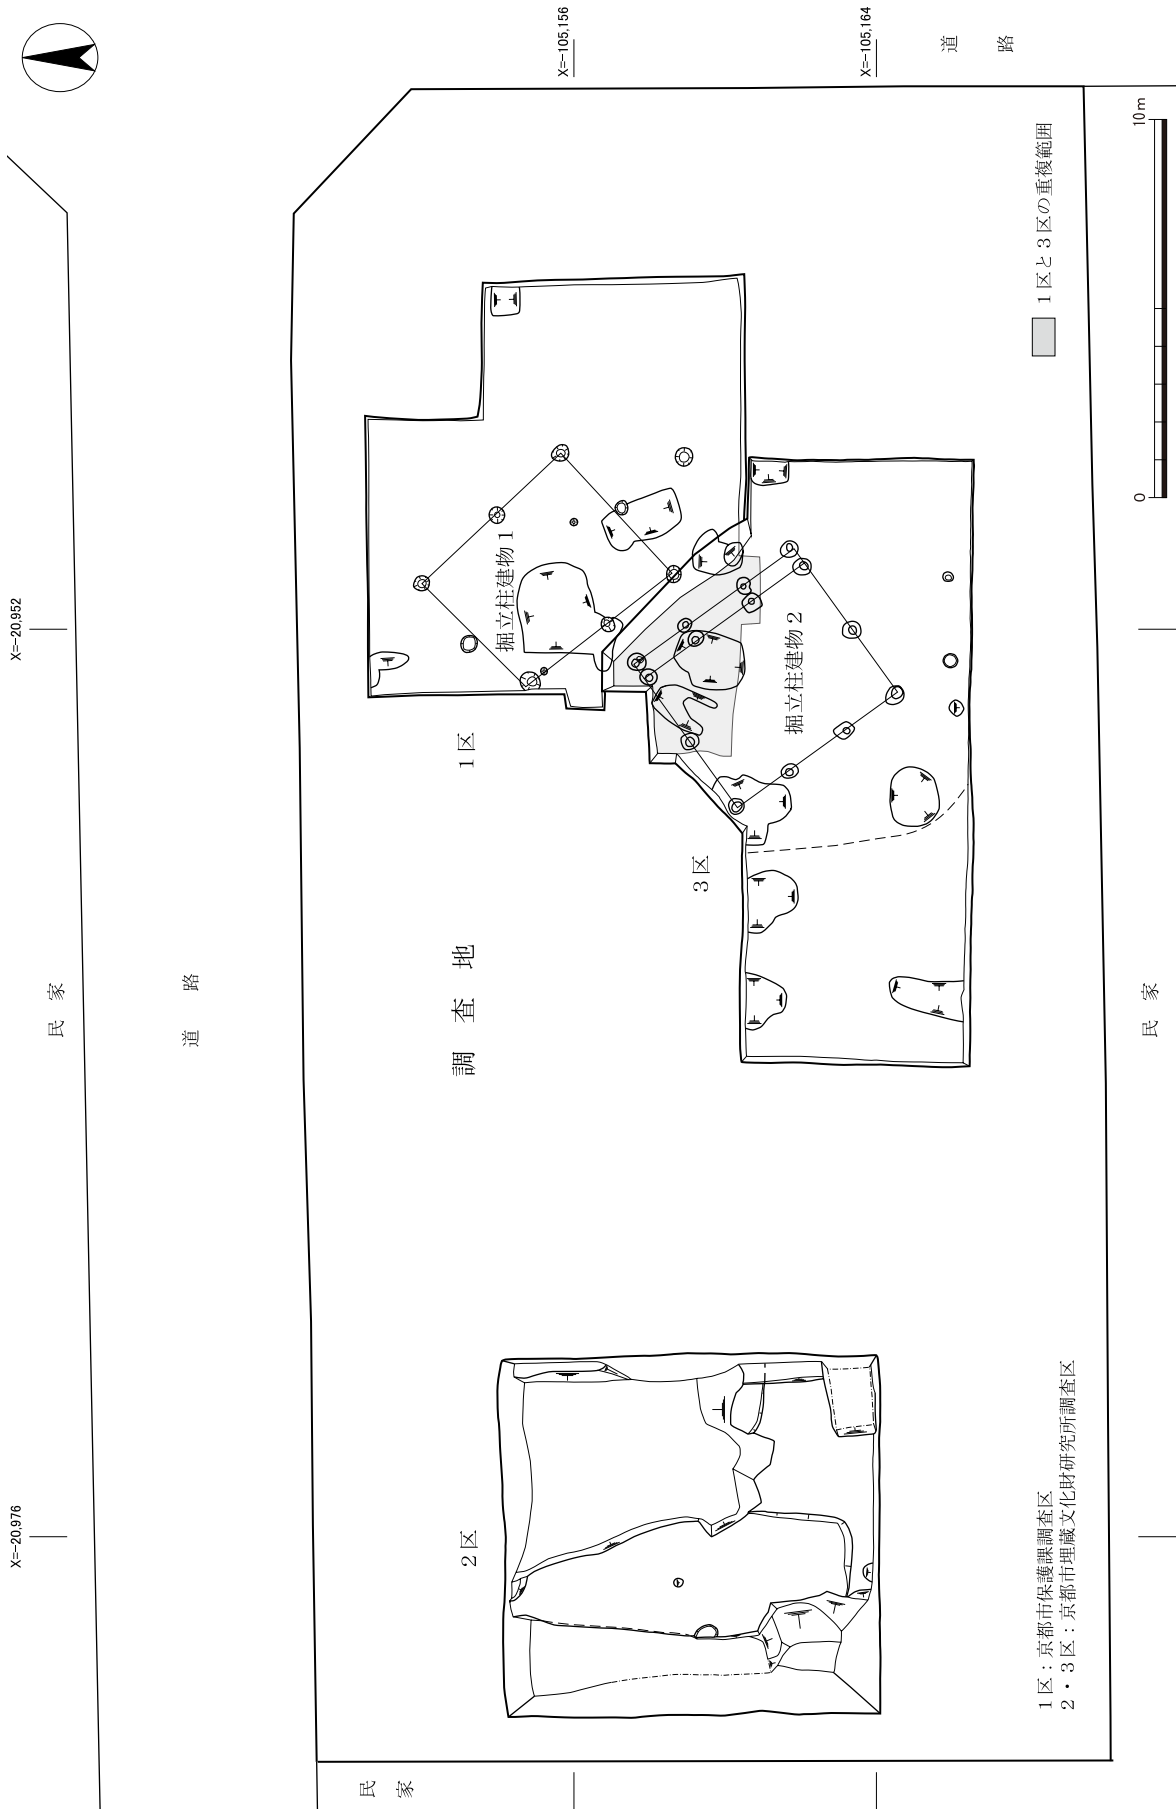 X=-105,156
X=-105,164
道路
10m
0
1区と3区の重複範囲
X=-20,952
掘立柱建物1
掘立柱建物2
1区
3区
調査地
民家
道路
民家
X=-20,976
2区
1区：京都市保護課調査区
2・3区：京都市埋蔵文化財研究所調査区
民家